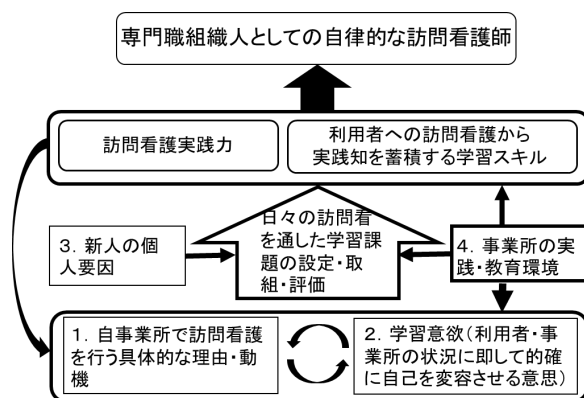 専門職組織人としての自律的な訪問看護師
訪問看護実践力
利用者への訪問看護から
実践知を蓄積する学習スキル
日々の訪問看
を通した学習課
題の設定・取
組・評価
3．新人の個
人要因
4．事業所の実
践・教育環境
1．自事業所で訪問看護
を行う具体的な理由・動
機
2．学習意欲(利用者・事
業所の状況に即して的確
に自己を変容させる意思)